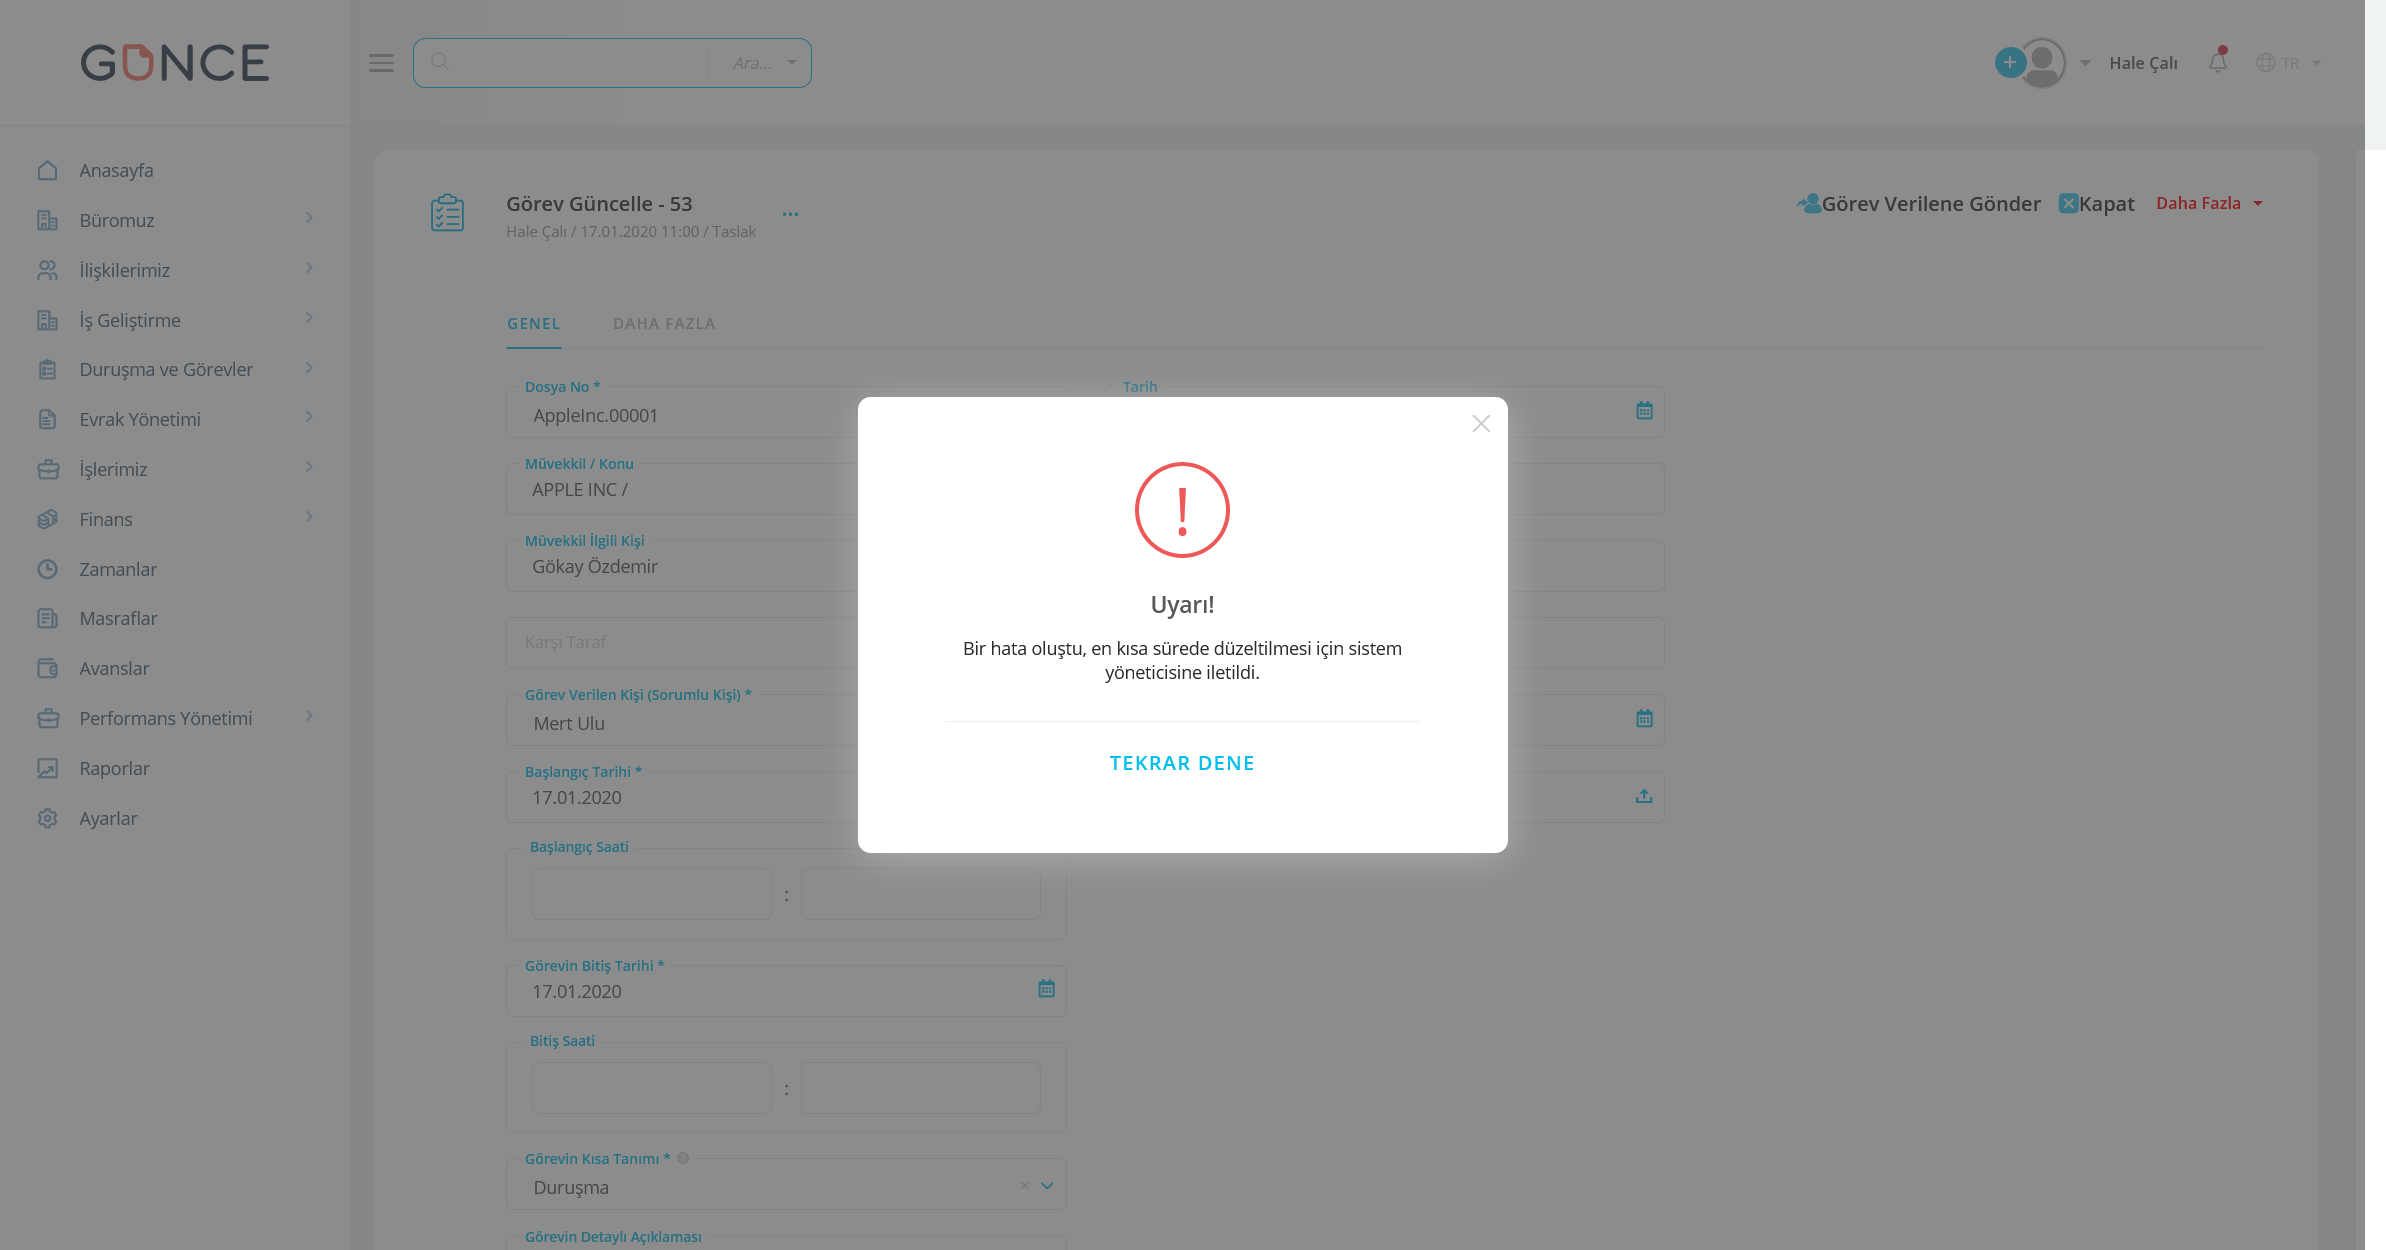 GÜNCE
Ara...
+
Hale Çalı
TR
Anasayfa
Büromuz
İlişkilerimiz
İş Geliştirme
Duruşma ve Görevler
Evrak Yönetimi
İşlerimiz
Finans
Zamanlar
Masraflar
Avanslar
Performans Yönetimi
Raporlar
Ayarlar
Görev Güncelle - 53
...
Hale Çalı / 17.01.2020 11:00 / Taslak
Görev Verilene Gönder
Kapat
Daha Fazla
GENEL
DAHA FAZLA
Dosya No *
AppleInc.00001
Tarih
Müvekkil / Konu
APPLE INC /
Müvekkil İlgili Kişi
Gökay Özdemir
Karşı Taraf
Görev Verilen Kişi (Sorumlu Kişi) *
Mert Ulu
Başlangıç Tarihi *
17.01.2020
Başlangıç Saati
:
Görevin Bitiş Tarihi *
17.01.2020
Bitiş Saati
:
Görevin Kısa Tanımı * ?
Duruşma
×
Görevin Detaylı Açıklaması
!
Uyarı!
Bir hata oluştu, en kısa sürede düzeltilmesi için sistem
yöneticisine iletildi.
TEKRAR DENE